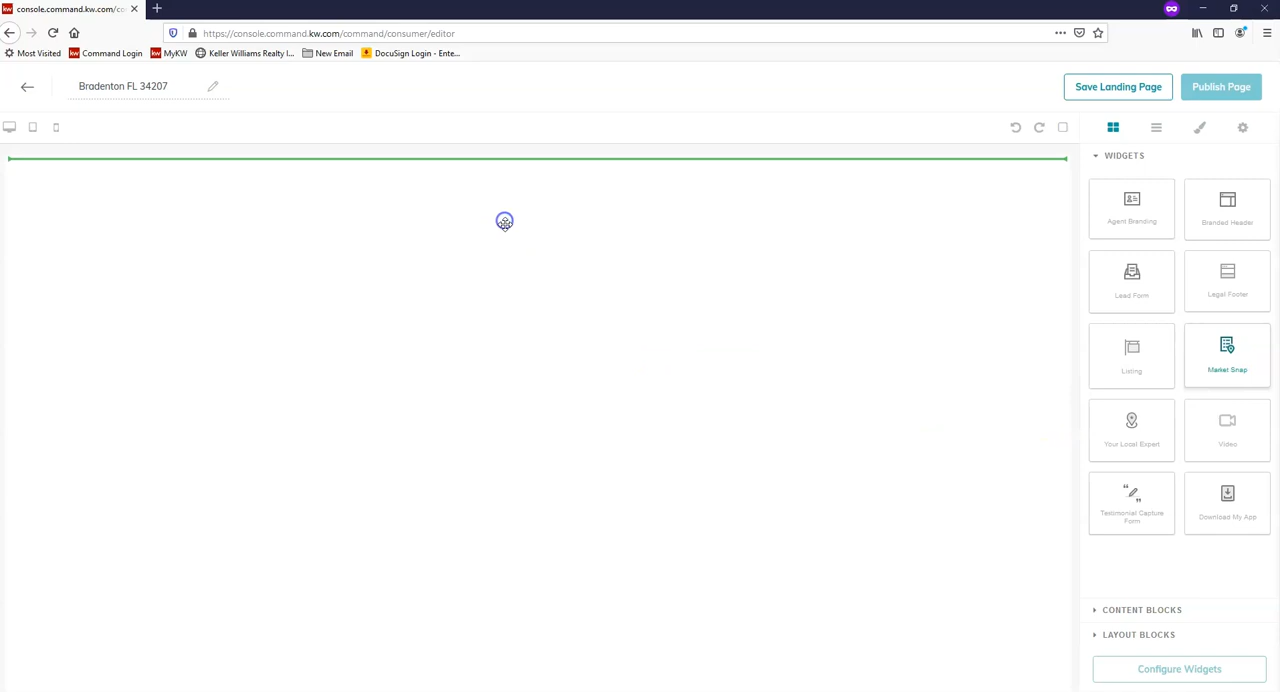 console.command.kw.com/co
https://console.command.kw.com/command/consumer/editor
Most Visited
Command Login
MyKW
Keller Williams Realty I...
New Email
DocuSign Login - Ente...
Bradenton FL 34207
Save Landing Page
Publish Page
WIDGETS
Agent Branding
Branded Header
Lead Form
Legal Footer
Listing
Market Snap
Your Local Expert
Video
Testimonial Capture
Form
Download My App
CONTENT BLOCKS
LAYOUT BLOCKS
Configure Widgets